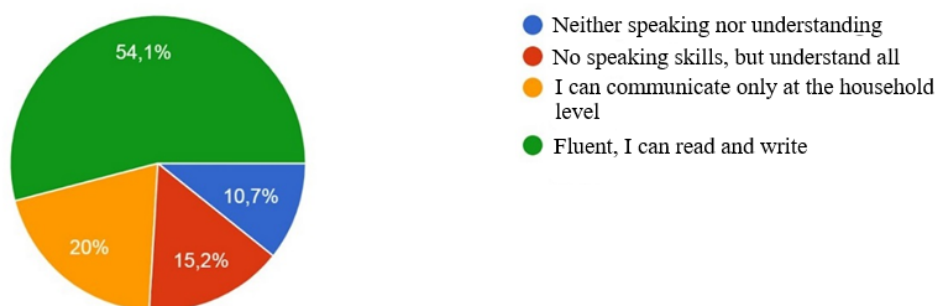 54,1%
10,7%
20%
15,2%
Neither speaking nor understanding
No speaking skills, but understand all
I can communicate only at the household
level
Fluent, I can read and write